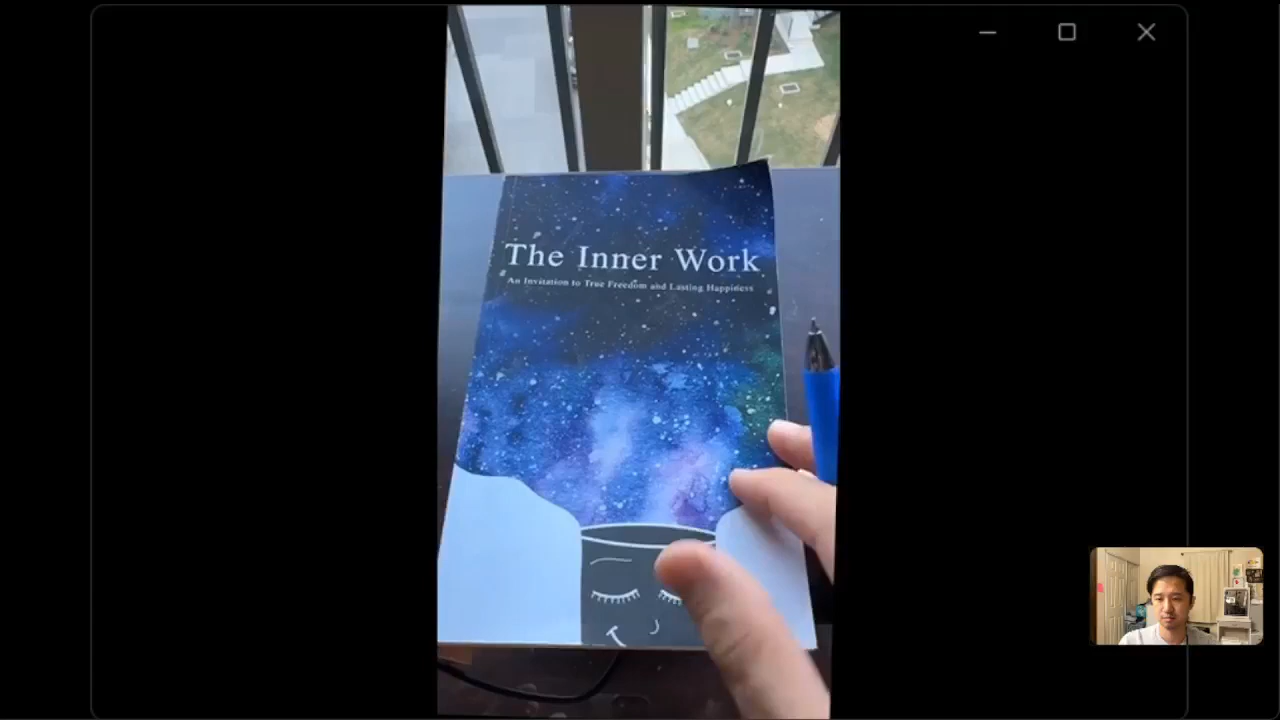 The Inner Work
An Invitation to True Freedom and Lasting Happiness